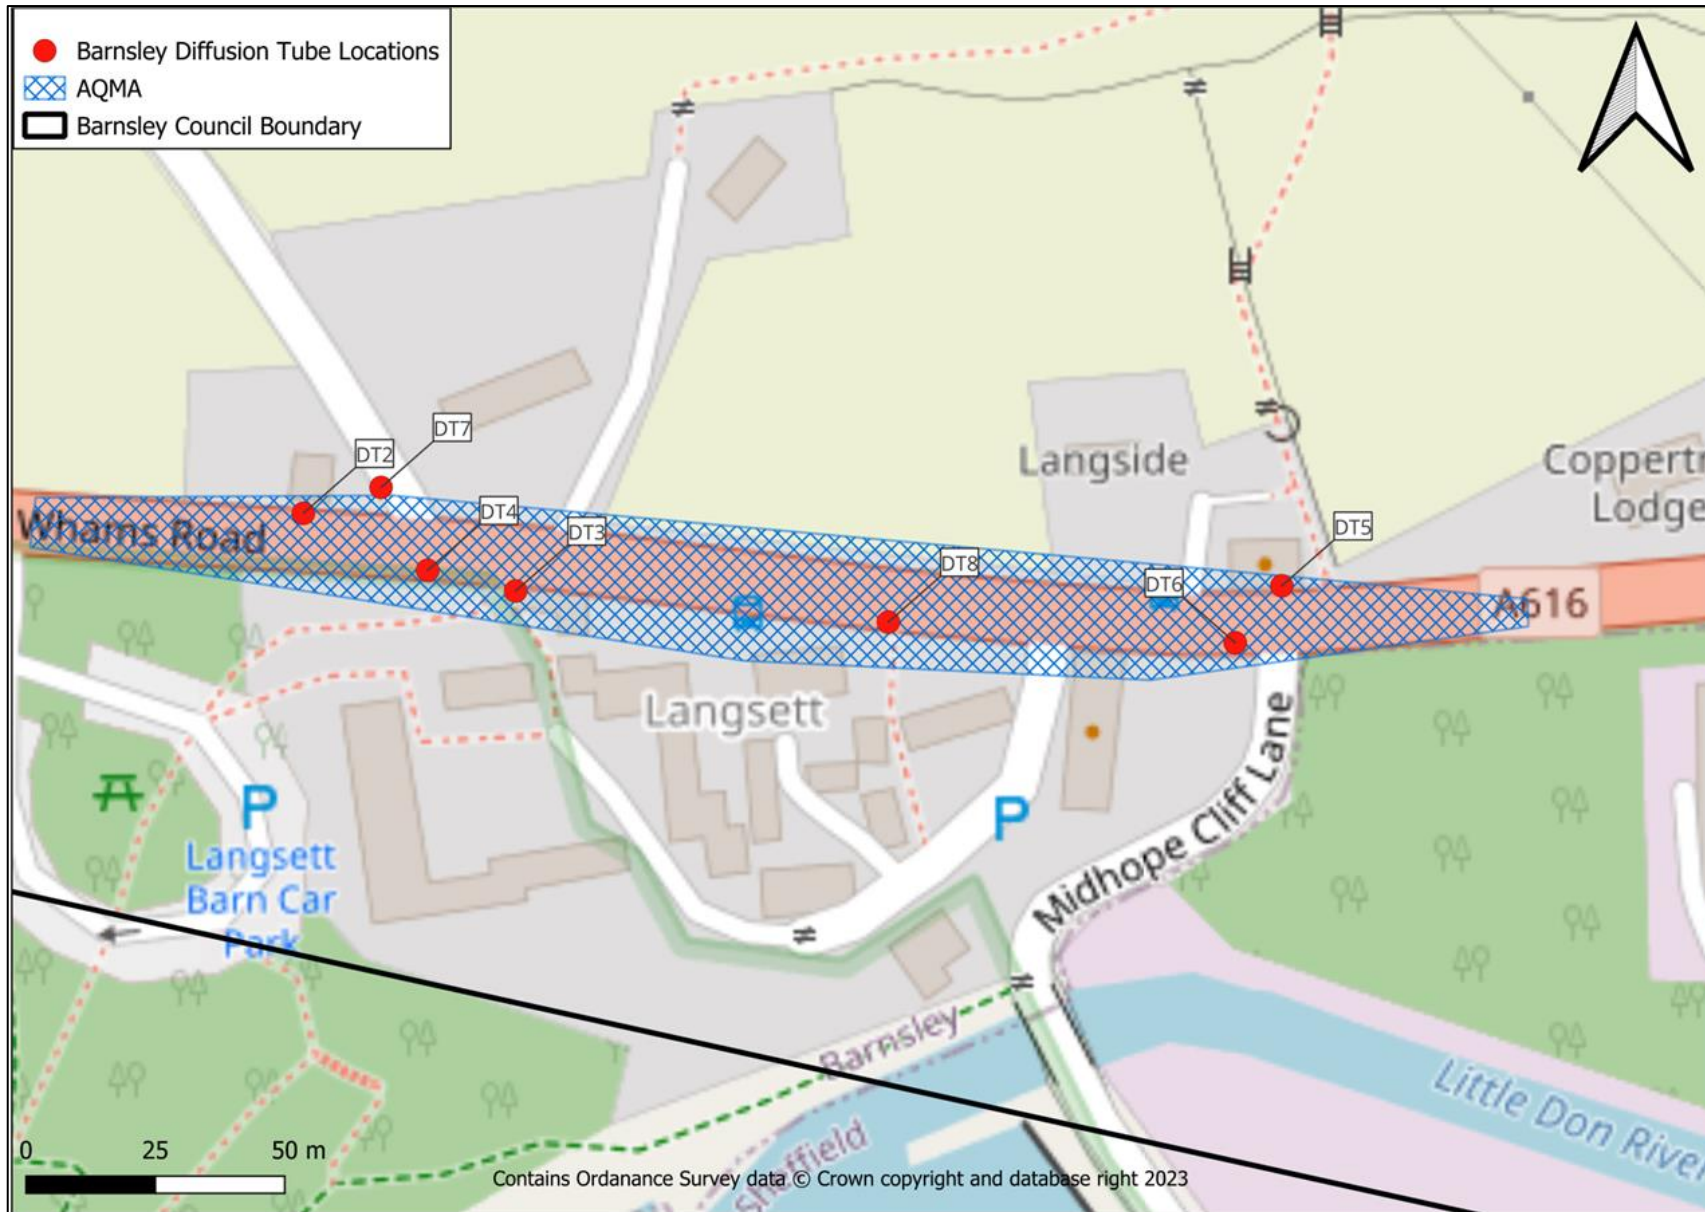 Barnsley Diffusion Tube Locations
AQMA
Barnsley Council Boundary
DT7
DT2
DT4
DT3
DT8
DT6
DT5
Langside
Coppertr
Lodge
Whams Road
A616
Langsett
P
P
Langsett
Barn Car
Park
Midhope Cliff Lane
Barnsley
Sheffield
Little Don River
0 25 50 m
Contains Ordanance Survey data © Crown copyright and database right 2023